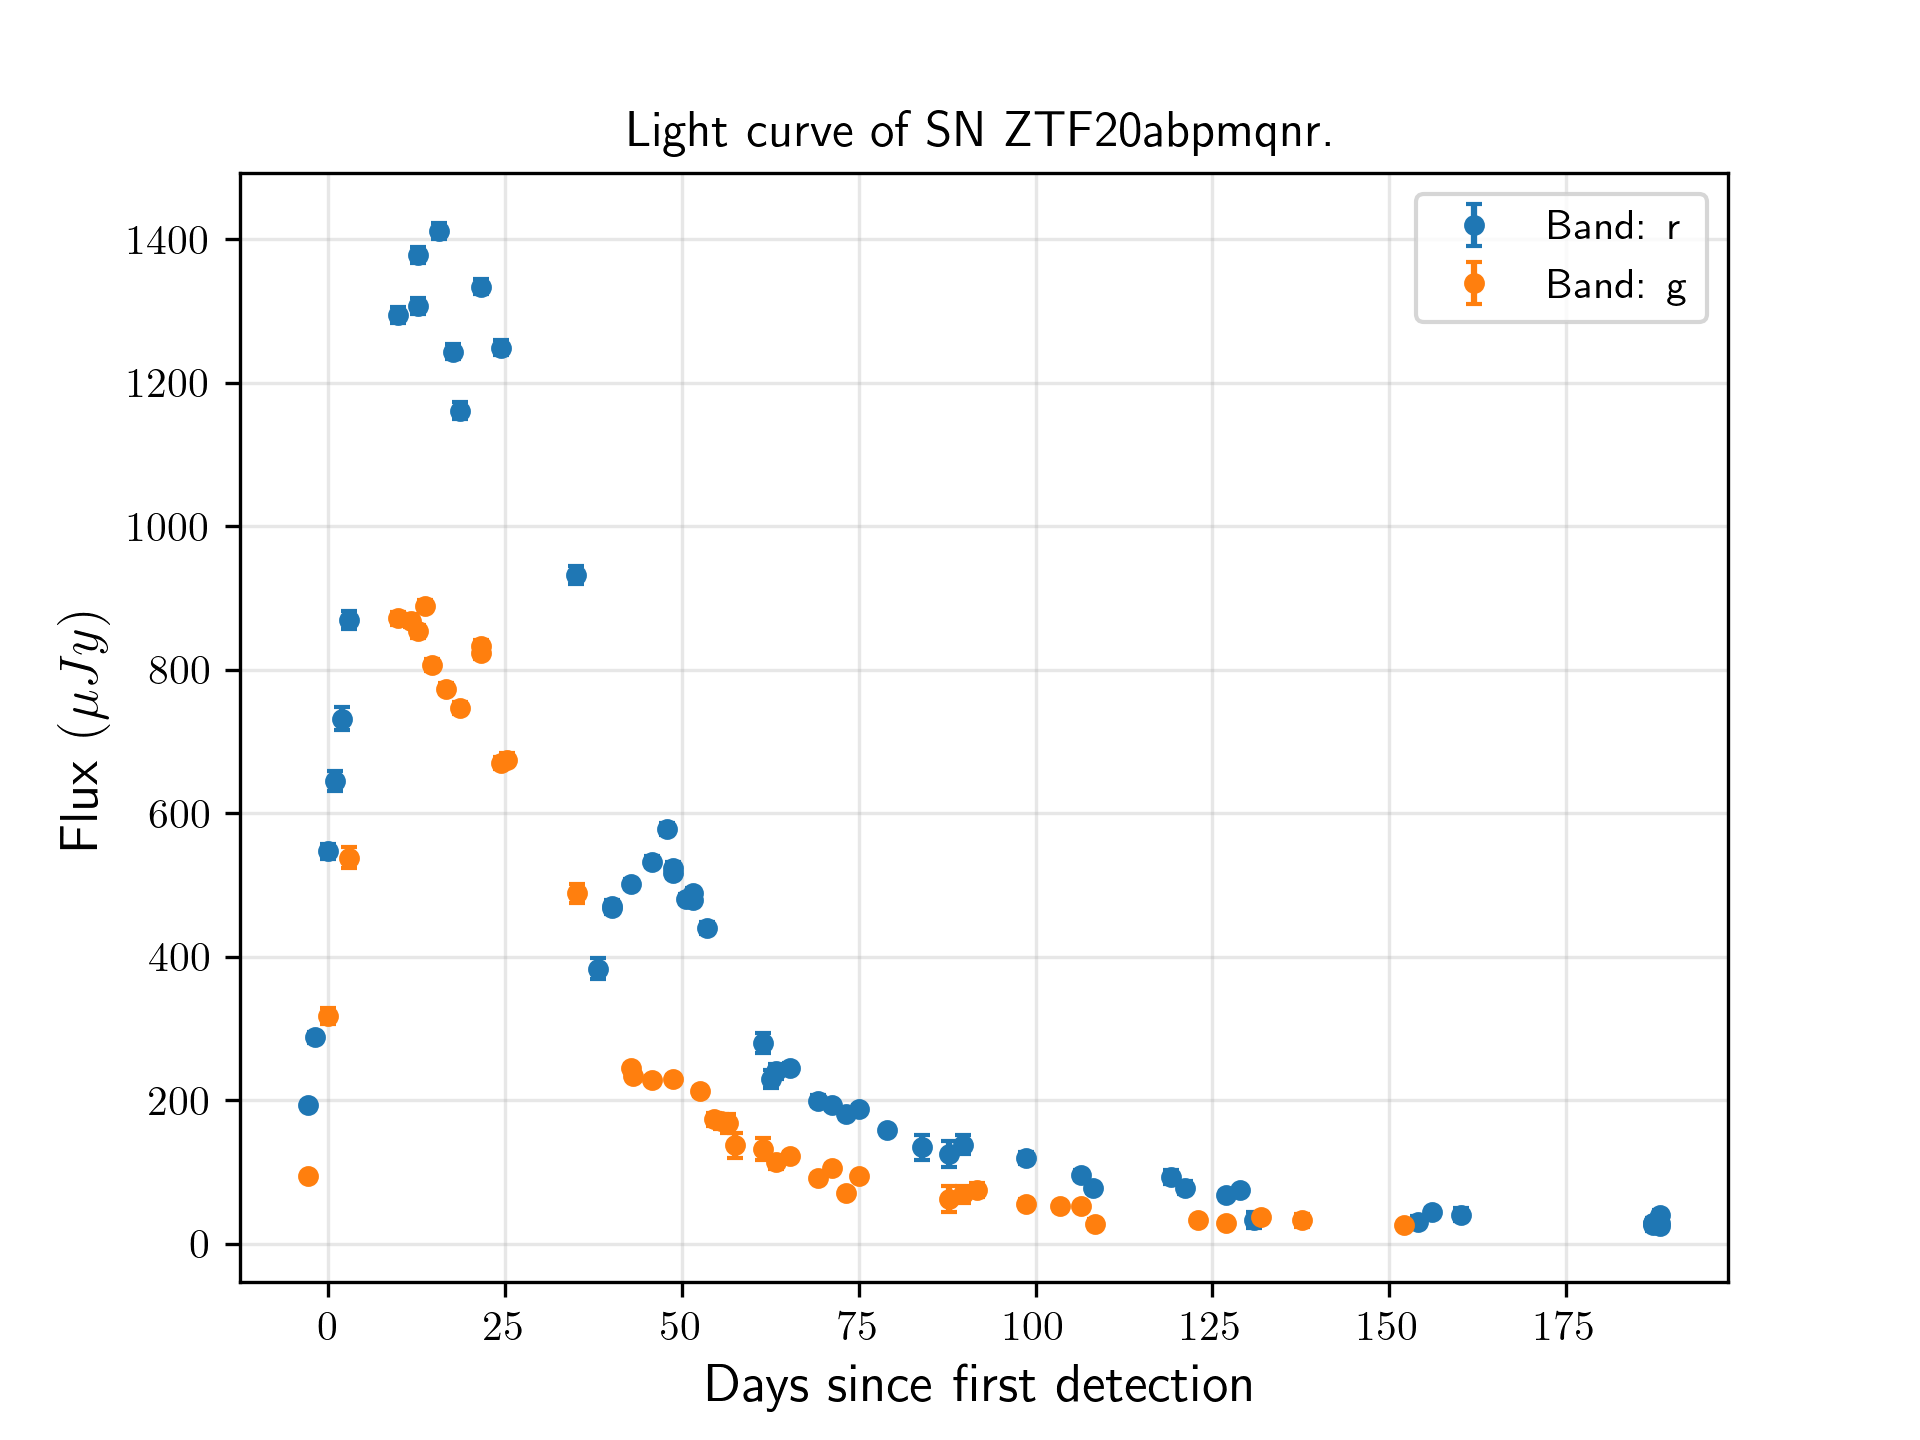 Light curve of SN ZTF20abpmqnr.
Band: r
Band: g
1400
1200
1000
800
600
400
200
0
Flux (μJy)
0 25 50 75 100 125 150 175
Days since first detection